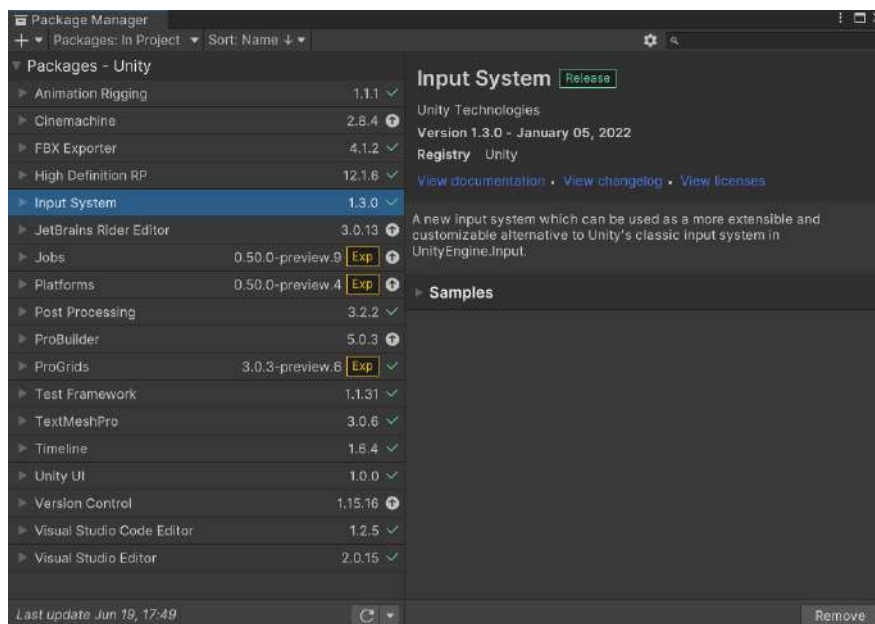 Package Manager
Packages: In Project Sort: Name ↓
Packages - Unity
Animation Rigging 1.1.1
Cinemachine 2.8.4
FBX Exporter 4.1.2
High Definition RP 12.1.6
Input System 1.3.0
JetBrains Rider Editor 3.0.13
Jobs 0.50.0-preview.9 Exp
Platforms 0.50.0-preview.4 Exp
Post Processing 3.2.2
ProBuilder 5.0.3
ProGrids 3.0.3-preview.6 Exp
Test Framework 1.1.31
TextMeshPro 3.0.6
Timeline 1.6.4
Unity UI 1.0.0
Version Control 1.15.16
Visual Studio Code Editor 1.2.5
Visual Studio Editor 2.0.15
Last update Jun 19, 17:49
Input System Release
Unity Technologies
Version 1.3.0 - January 05, 2022
Registry Unity
View documentation • View changelog • View licenses
A new input system which can be used as a more extensible and
customizable alternative to Unity's classic input system in
UnityEngine.Input.
Samples
Remove